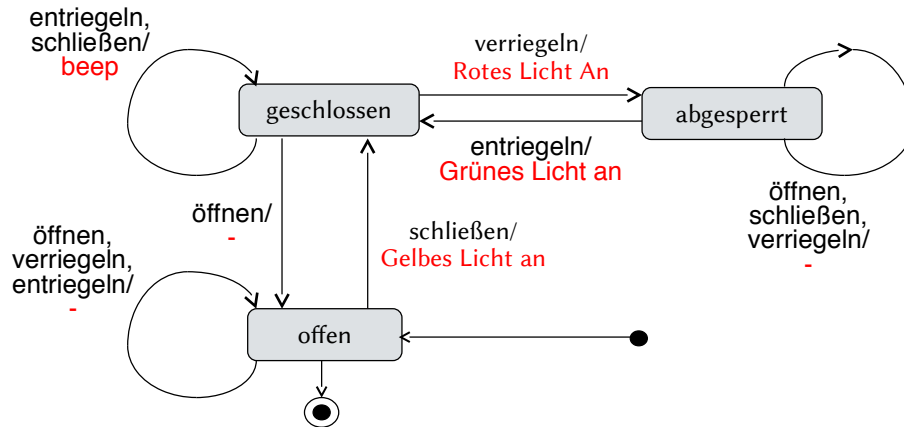 entriegeln,
schließen/
beep
geschlossen
verriegeln/
Rotes Licht An
abgesperrt
entriegeln/
Grünes Licht an
öffnen/
-
schließen/
Gelbes Licht an
öffnen,
schließen,
verriegeln/
-
öffnen,
verriegeln,
entriegeln/
-
offen